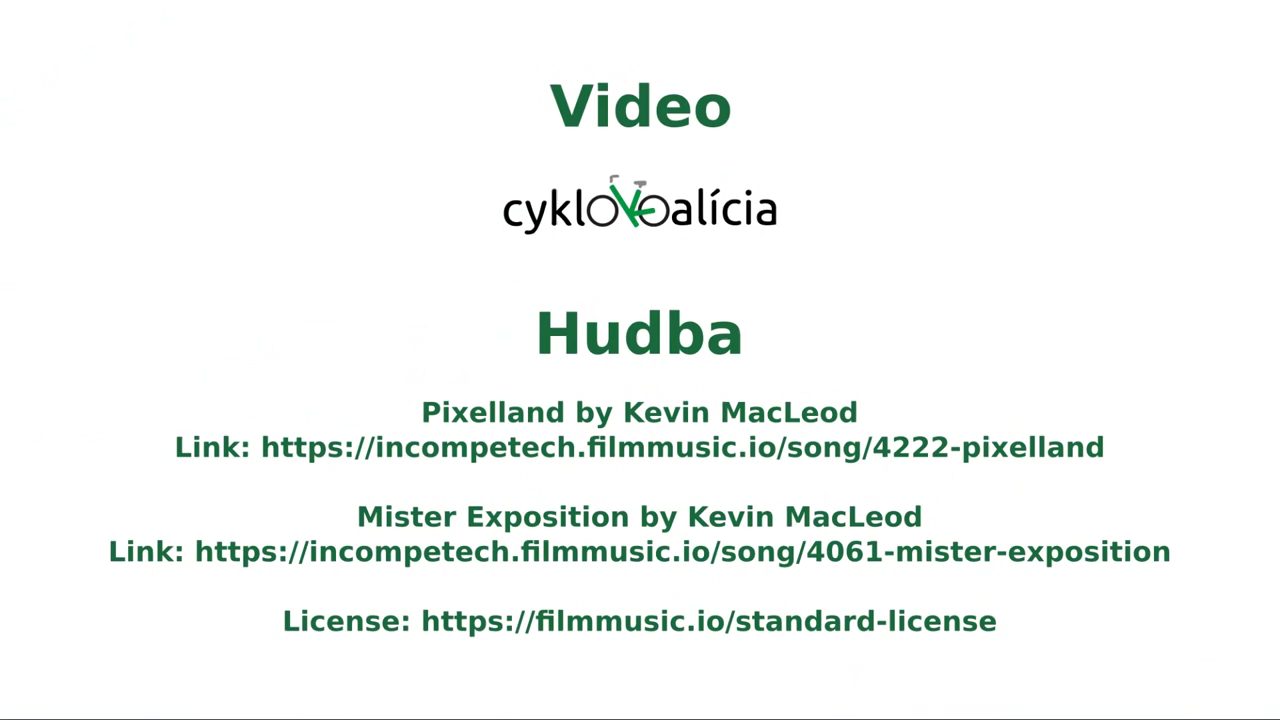 Video
cykloKoalícia
Hudba
Pixelland by Kevin MacLeod
Link: https://incompetech.filmmusic.io/song/4222-pixelland
Mister Exposition by Kevin MacLeod
Link: https://incompetech.filmmusic.io/song/4061-mister-exposition
License: https://filmmusic.io/standard-license